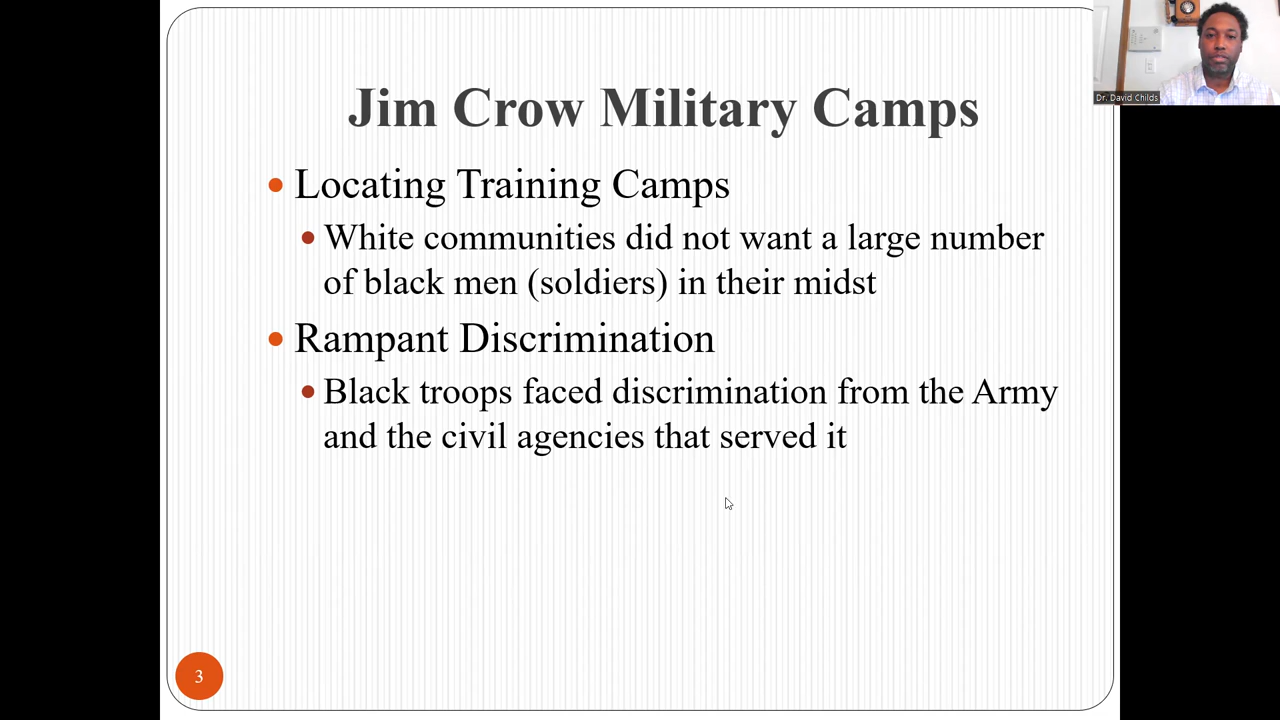 Jim Crow Military Camps
Dr. David Childs
• Locating Training Camps
• White communities did not want a large number
of black men (soldiers) in their midst
• Rampant Discrimination
• Black troops faced discrimination from the Army
and the civil agencies that served it
3